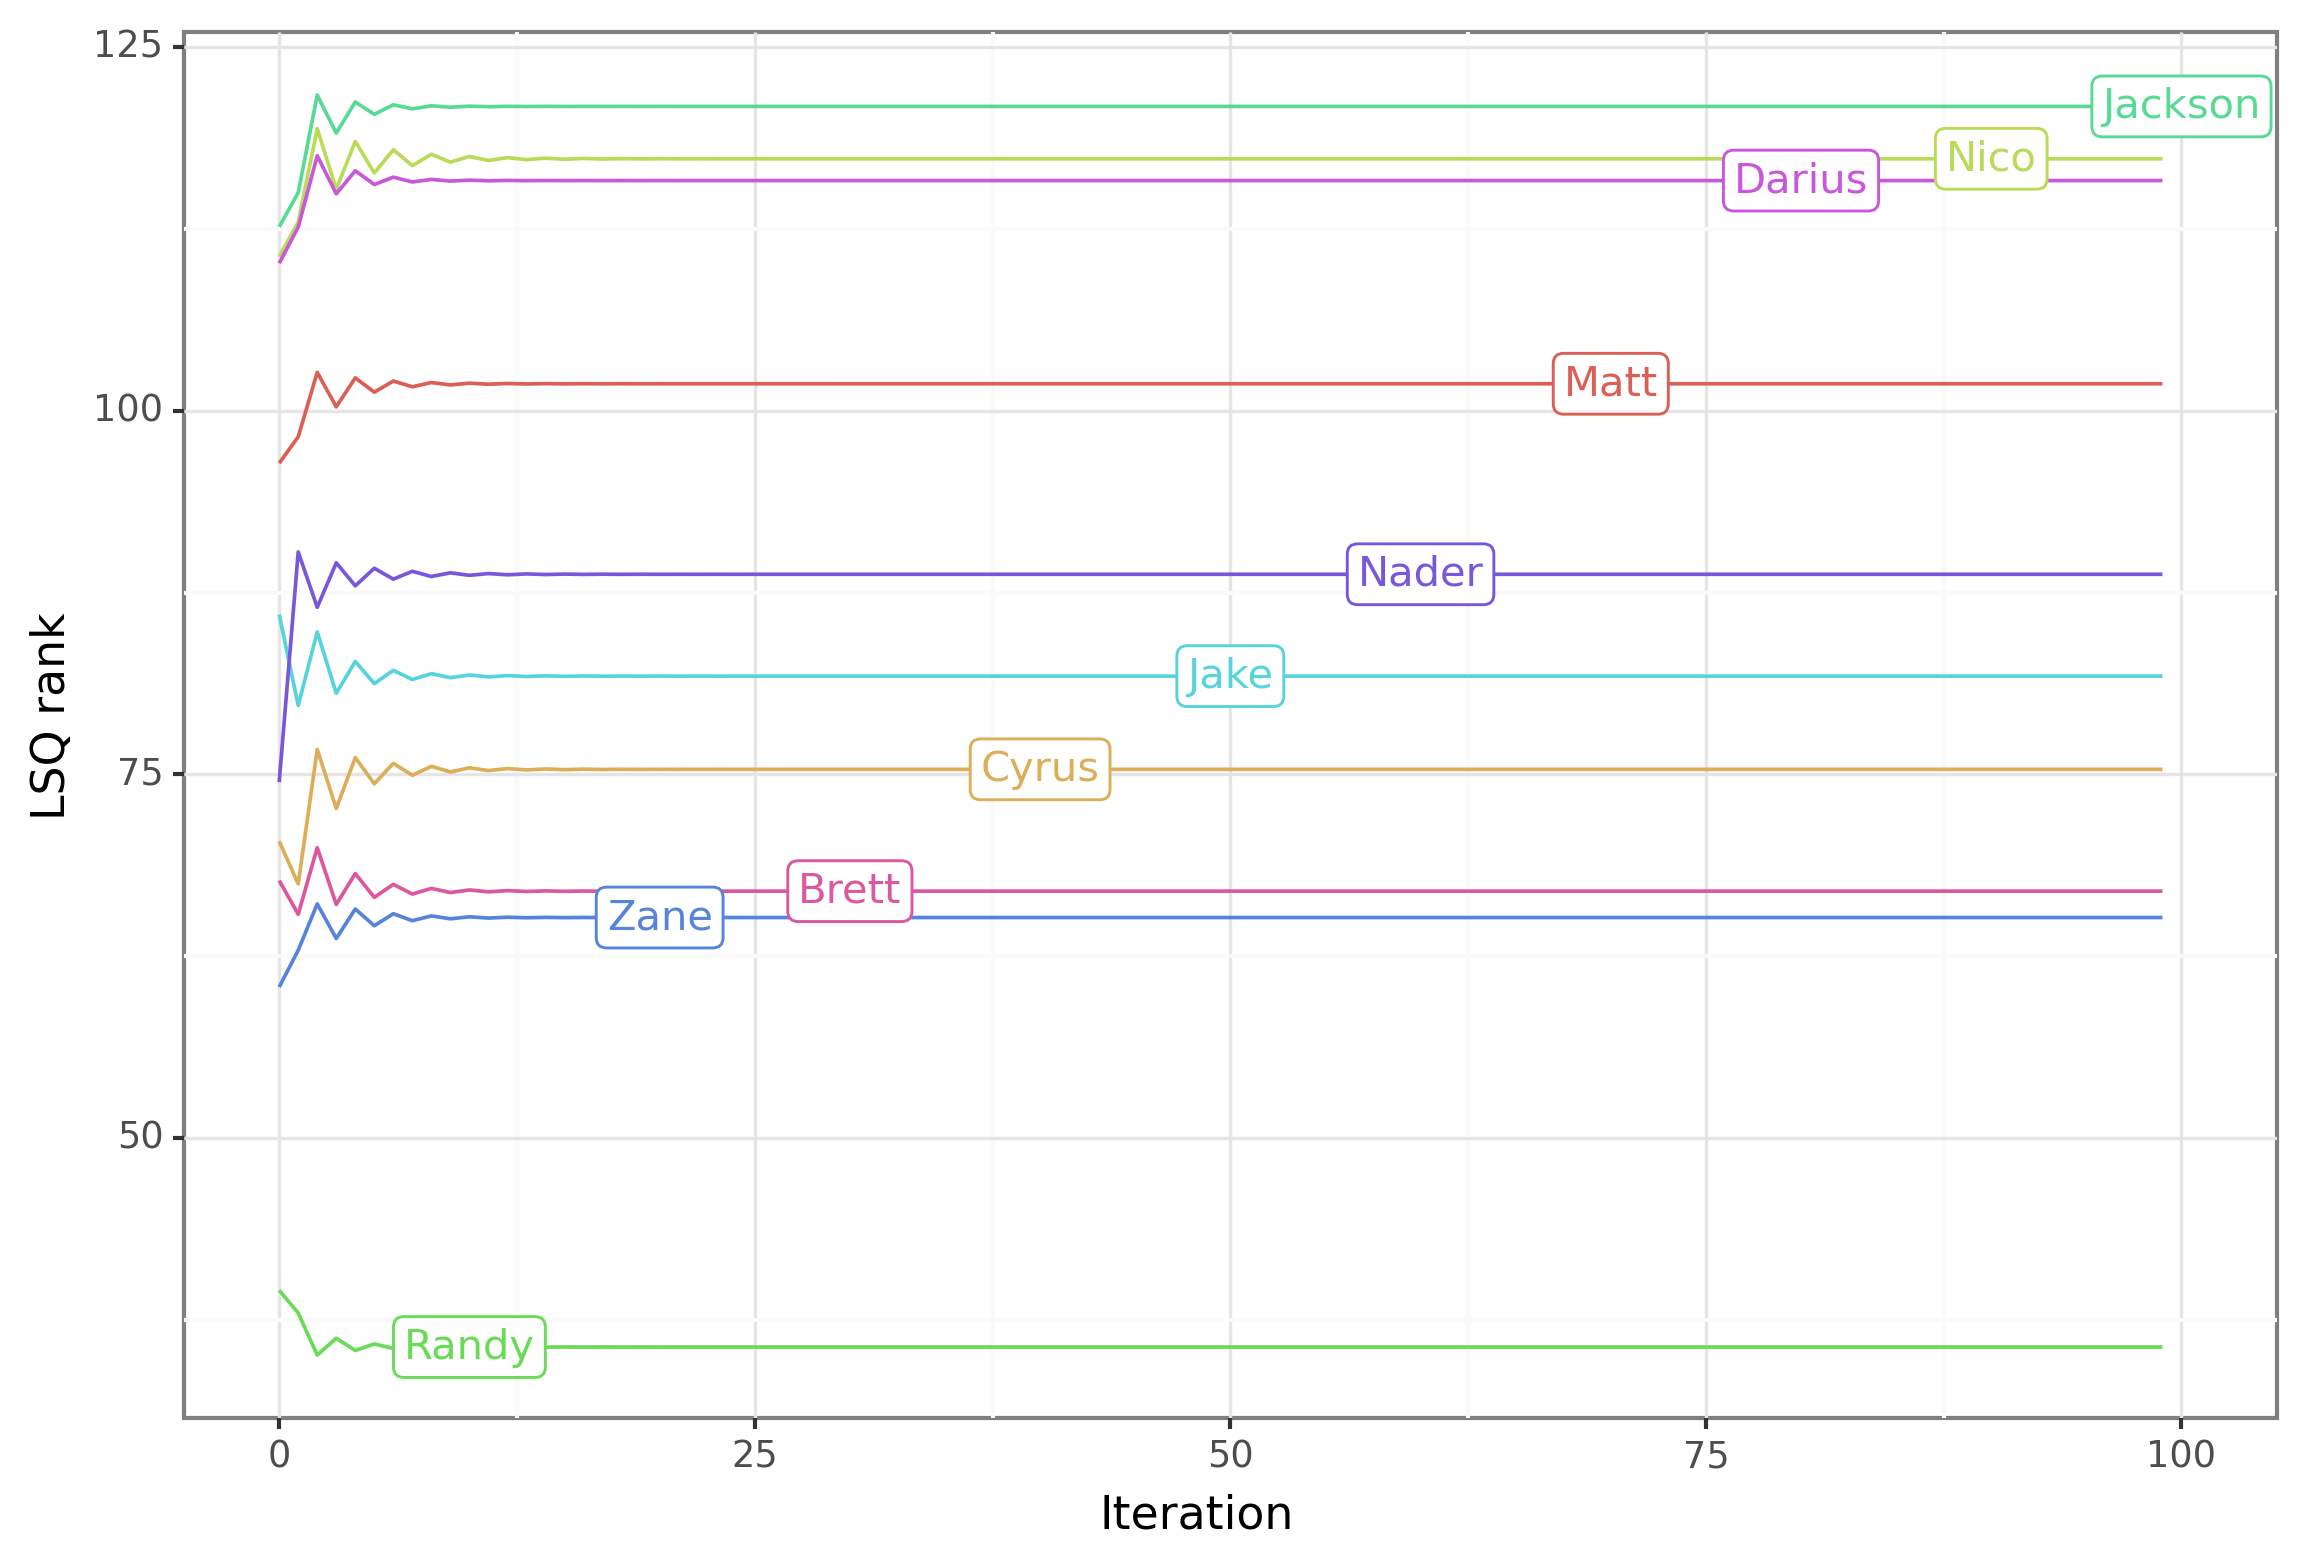 125
Jackson
Nico
Darius
Matt
100
Nader
Jake
LSQ rank
Cyrus
75
Brett
Zane
50
Randy
0 25 50 75 100
Iteration